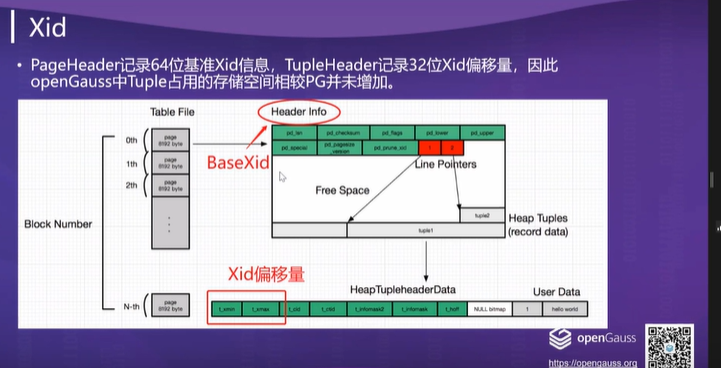 Xid
• PageHeader记录64位基准Xid信息，TupleHeader记录32位Xid偏移量，因此
openGauss中Tuple占用的存储空间相较PG并未增加。
Table File
Header Info
0th
page
8192 byte
pd_lsn
pd_checksum
pd_flags
pd_lower
pd_upper
BaseXid
pd_special
pd_pagesize
_version
pd_prune_xid
1
2
1th
page
8192 byte
Line Pointers
2th
page
8192 byte
Free Space
Block Number
tuple2
Heap Tuples
(record data)
tuple1
Xid偏移量
HeapTupleheaderData
User Data
N-th
page
8192 byte
t_xmin
t_xmax
t_cid
t_ctid
t_infomask2
t_infomask
t_hoff
NULL bitmap
1
hello world
openGauss
https://opengauss.org